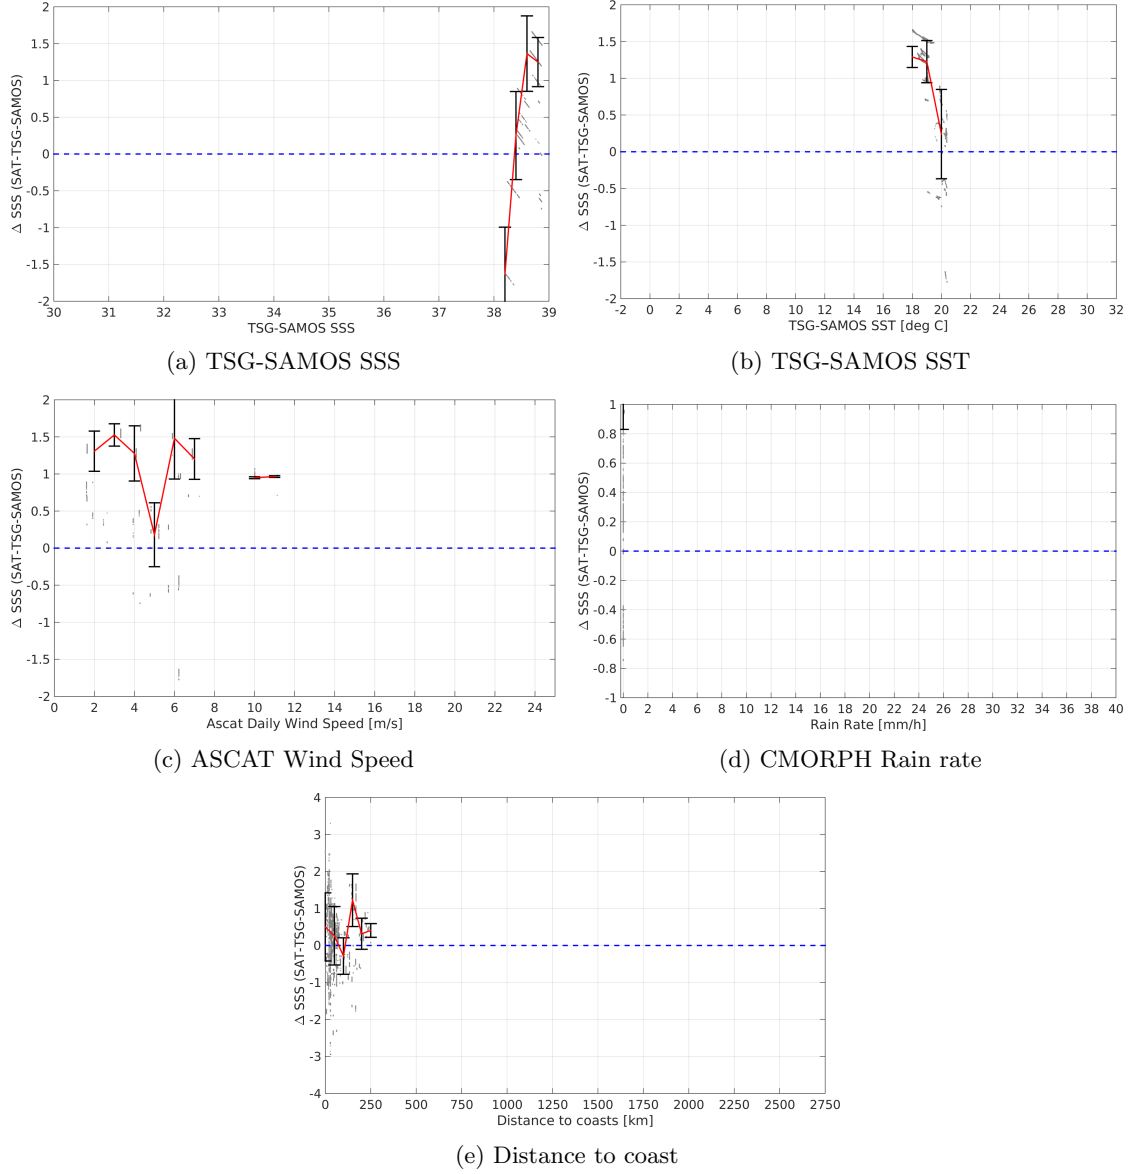 2
1.5
1
0.5
0
-0.5
-1
-1.5
-2
Δ SSS (SAT-TSG-SAMOS)
30 31 32 33 34 35 36 37 38 39
TSG-SAMOS SSS
(a) TSG-SAMOS SSS
2
1.5
1
0.5
0
-0.5
-1
-1.5
-2
Δ SSS (SAT-TSG-SAMOS)
-2 0 2 4 6 8 10 12 14 16 18 20 22 24 26 28 30 32
TSG-SAMOS SST [deg C]
(b) TSG-SAMOS SST
2
1.5
1
0.5
0
-0.5
-1
-1.5
-2
Δ SSS (SAT-TSG-SAMOS)
0 2 4 6 8 10 12 14 16 18 20 22 24
Ascat Daily Wind Speed [m/s]
(c) ASCAT Wind Speed
1
0.8
0.6
0.4
0.2
0
-0.2
-0.4
-0.6
-0.8
-1
Δ SSS (SAT-TSG-SAMOS)
0 2 4 6 8 10 12 14 16 18 20 22 24 26 28 30 32 34 36 38 40
Rain Rate [mm/h]
(d) CMORPH Rain rate
4
3
2
1
0
-1
-2
-3
-4
Δ SSS (SAT-TSG-SAMOS)
0 250 500 750 1000 1250 1500 1750 2000 2250 2500 2750
Distance to coasts [km]
(e) Distance to coast